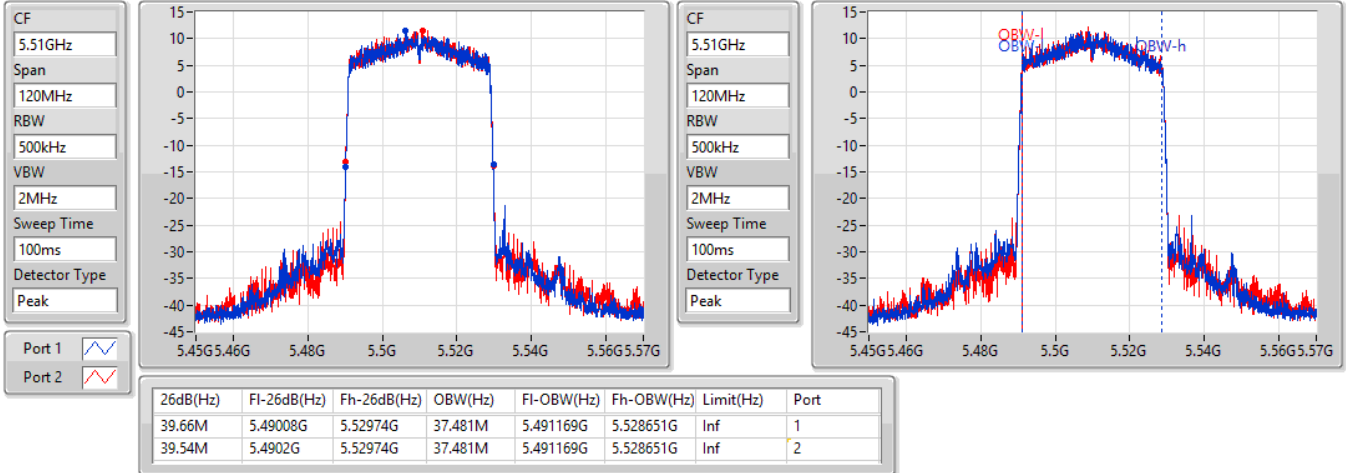 CF
5.51GHz
Span
120MHz
RBW
500kHz
VBW
2MHz
Sweep Time
100ms
Detector Type
Peak
Port 1
Port 2
15
10
5
0
-5
-10
-15
-20
-25
-30
-35
-40
-45
5.45G 5.46G 5.48G 5.5G 5.52G 5.54G 5.56G 5.57G
CF
5.51GHz
Span
120MHz
RBW
500kHz
VBW
2MHz
Sweep Time
100ms
Detector Type
Peak
15
10
5
0
-5
-10
-15
-20
-25
-30
-35
-40
-45
OBW-l
OBW-h
5.45G 5.46G 5.48G 5.5G 5.52G 5.54G 5.56G 5.57G
26dB(Hz) Fl-26dB(Hz) Fh-26dB(Hz) OBW(Hz) Fl-OBW(Hz) Fh-OBW(Hz) Limit(Hz) Port
39.66M 5.49008G 5.52974G 37.481M 5.491169G 5.528651G Inf 1
39.54M 5.4902G 5.52974G 37.481M 5.491169G 5.528651G Inf 2